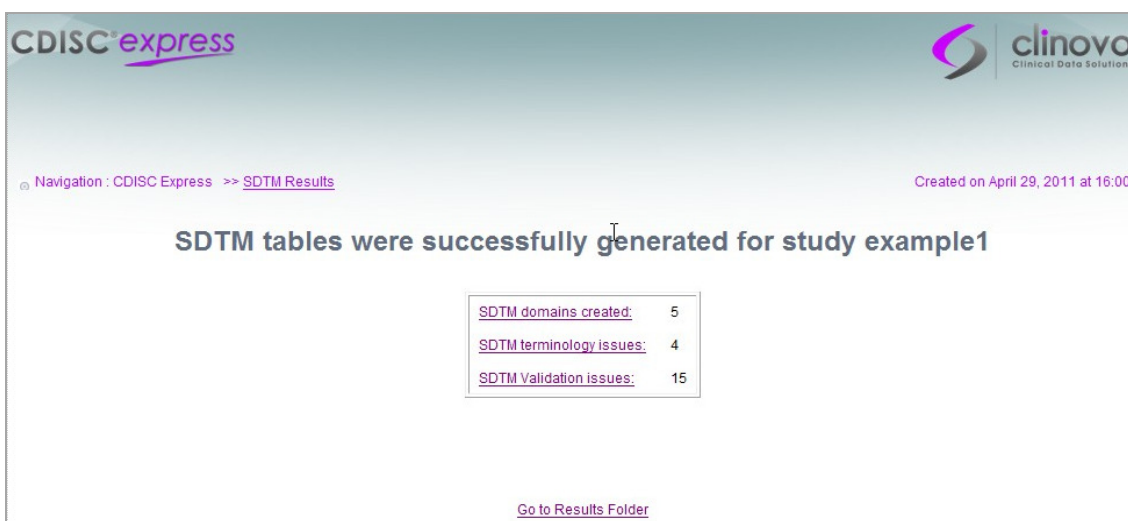 CDISC® express
clinovo
Clinical Data Solution
Navigation : CDISC Express >> SDTM Results
Created on April 29, 2011 at 16:00
SDTM tables were successfully generated for study example1
SDTM domains created: 5
SDTM terminology issues: 4
SDTM Validation issues: 15
Go to Results Folder